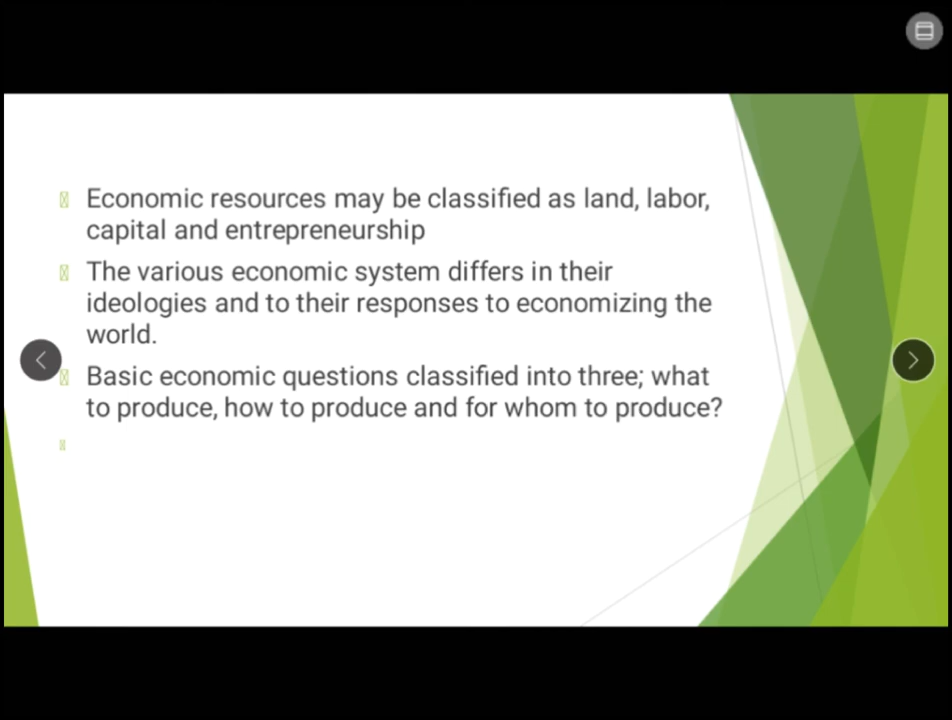 Economic resources may be classified as land, labor,
capital and entrepreneurship
The various economic system differs in their
ideologies and to their responses to economizing the
world.
Basic economic questions classified into three; what
to produce, how to produce and for whom to produce?